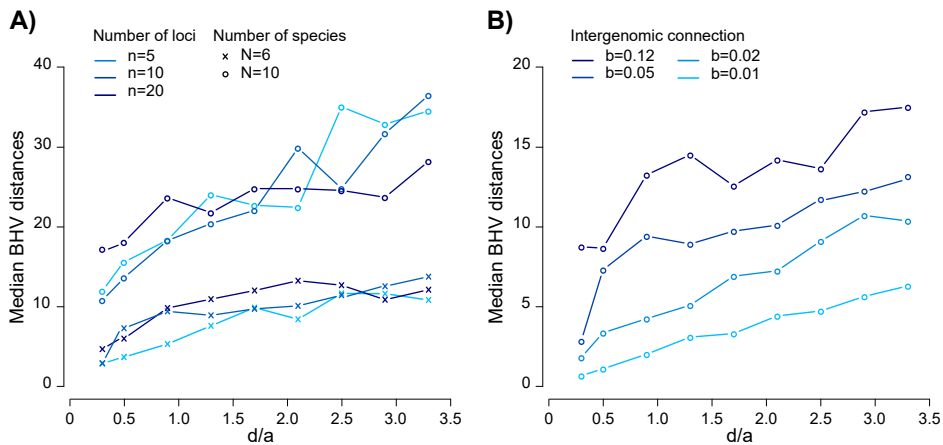 A)
Number of loci
n=5
n=10
n=20
Number of species
N=6
N=10
Median BHV distances
40
30
20
10
0
0 0.5 1.0 1.5 2.0 2.5 3.0 3.5
d/a
B)
Intergenomic connection
b=0.12
b=0.05
b=0.02
b=0.01
Median BHV distances
20
15
10
5
0
0 0.5 1.0 1.5 2.0 2.5 3.0 3.5
d/a